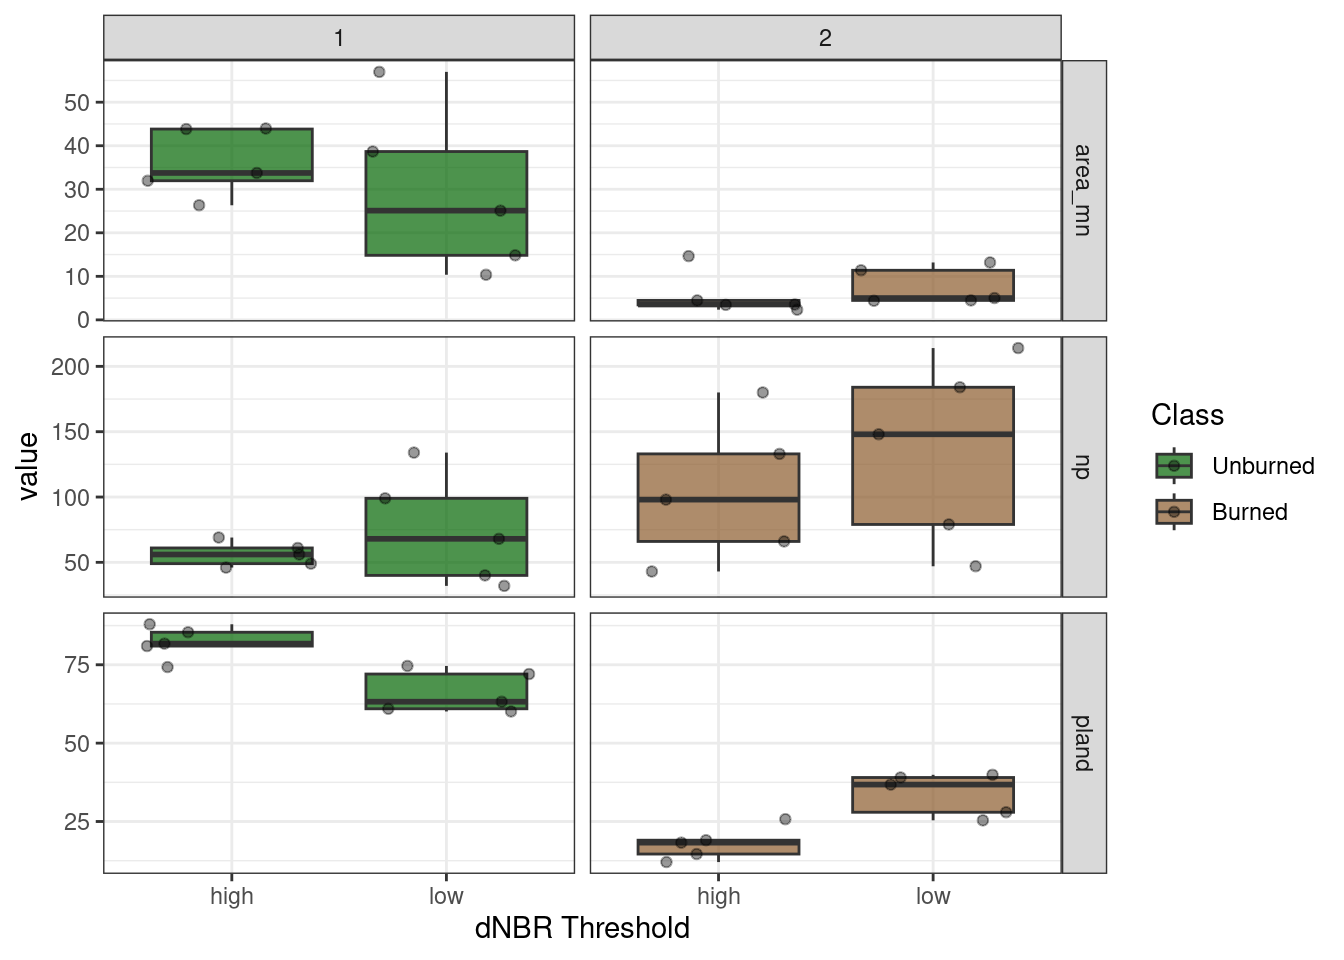 1
2
50
40
30
20
10
0
area_mn
200
150
100
50
np
75
50
25
pland
value
high
low
high
low
dNBR Threshold
Class
Unburned
Burned